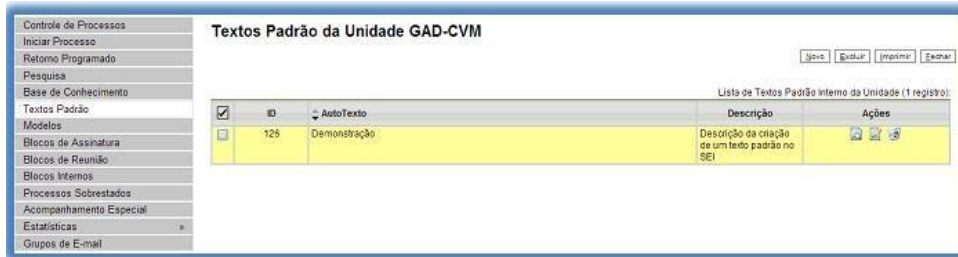 Controle de Processos
Iniciar Processo
Retorno Programado
Pesquisa
Base de Conhecimento
Textos Padrão
Modelos
Blocos de Assinatura
Blocos de Reunião
Blocos Internos
Processos Sobrestados
Acompanhamento Especial
Estatísticas »
Grupos de E-mail
Textos Padrão da Unidade GAD-CVM
Novo Excluir Imprimir Fechar
Lista de Textos Padrão Interno da Unidade (1 registro):
ID AutoTexto Descrição Ações
126 Demonstração Descrição da criação
de um texto padrão no
SEI